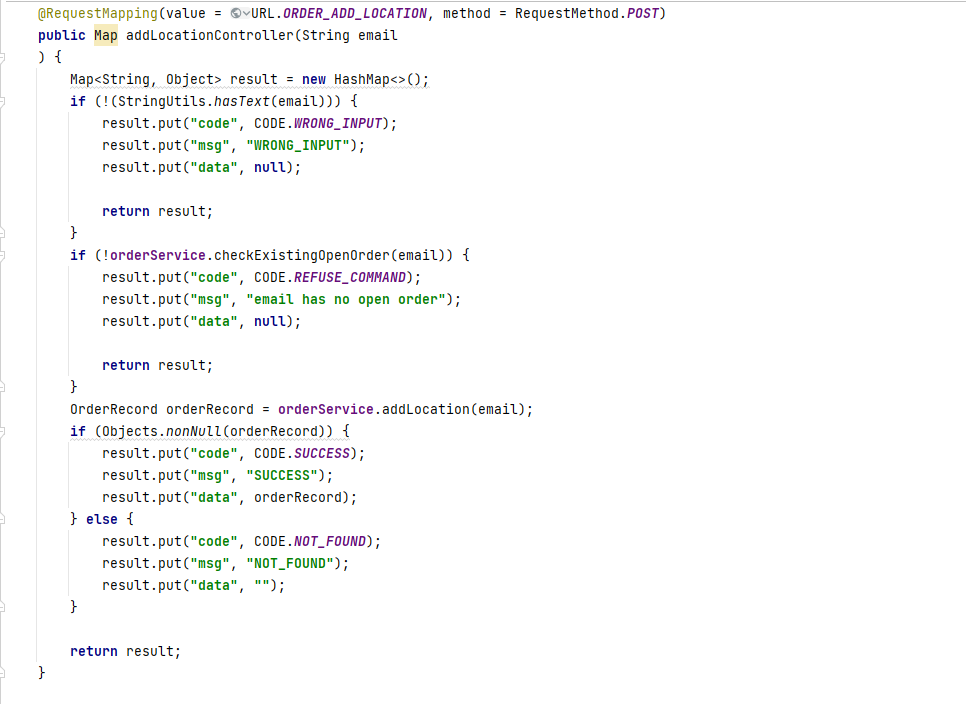 @RequestMapping(value = URL.ORDER_ADD_LOCATION, method = RequestMethod.POST)
public Map addLocationController(String email
) {
    Map<String, Object> result = new HashMap<>();
    if (!(StringUtils.hasText(email))) {
        result.put("code", CODE.WRONG_INPUT);
        result.put("msg", "WRONG_INPUT");
        result.put("data", null);

        return result;
    }
    if (!orderService.checkExistingOpenOrder(email)) {
        result.put("code", CODE.REFUSE_COMMAND);
        result.put("msg", "email has no open order");
        result.put("data", null);

        return result;
    }
    OrderRecord orderRecord = orderService.addLocation(email);
    if (Objects.nonNull(orderRecord)) {
        result.put("code", CODE.SUCCESS);
        result.put("msg", "SUCCESS");
        result.put("data", orderRecord);
    } else {
        result.put("code", CODE.NOT_FOUND);
        result.put("msg", "NOT_FOUND");
        result.put("data", "");
    }

    return result;
}